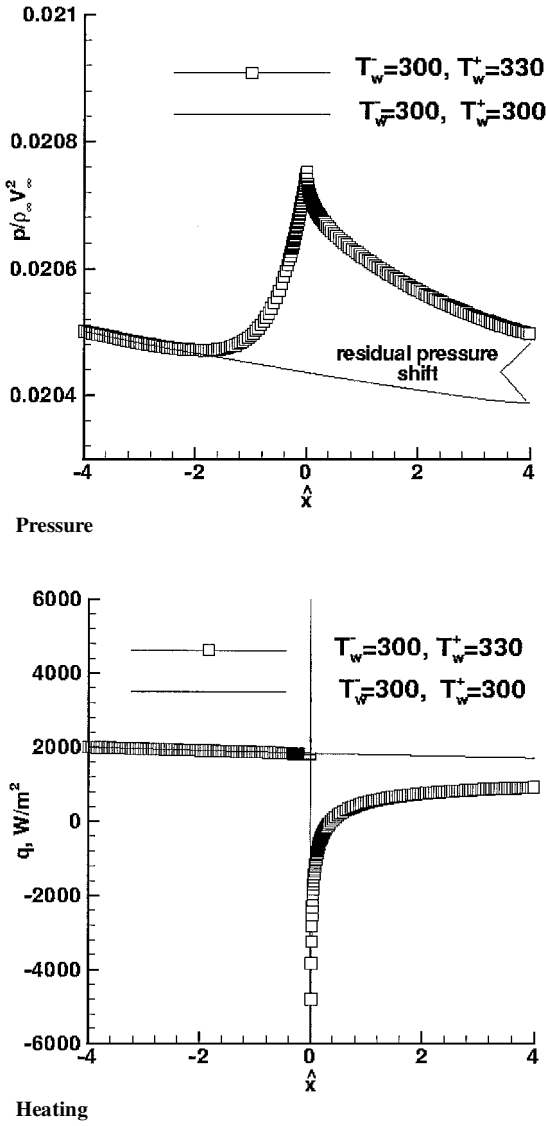 0.021
T⁻w=300, T⁺w=330
T⁻w=300, T⁺w=300
0.0208
p/ρ∞V²∞
0.0206
residual pressure
shift
0.0204
-4 -2 0 2 4
x̂
Pressure
6000
T⁻w=300, T⁺w=330
T⁻w=300, T⁺w=300
4000
2000
q, W/m²
0
-2000
-4000
-6000
-4 -2 0 2 4
x̂
Heating